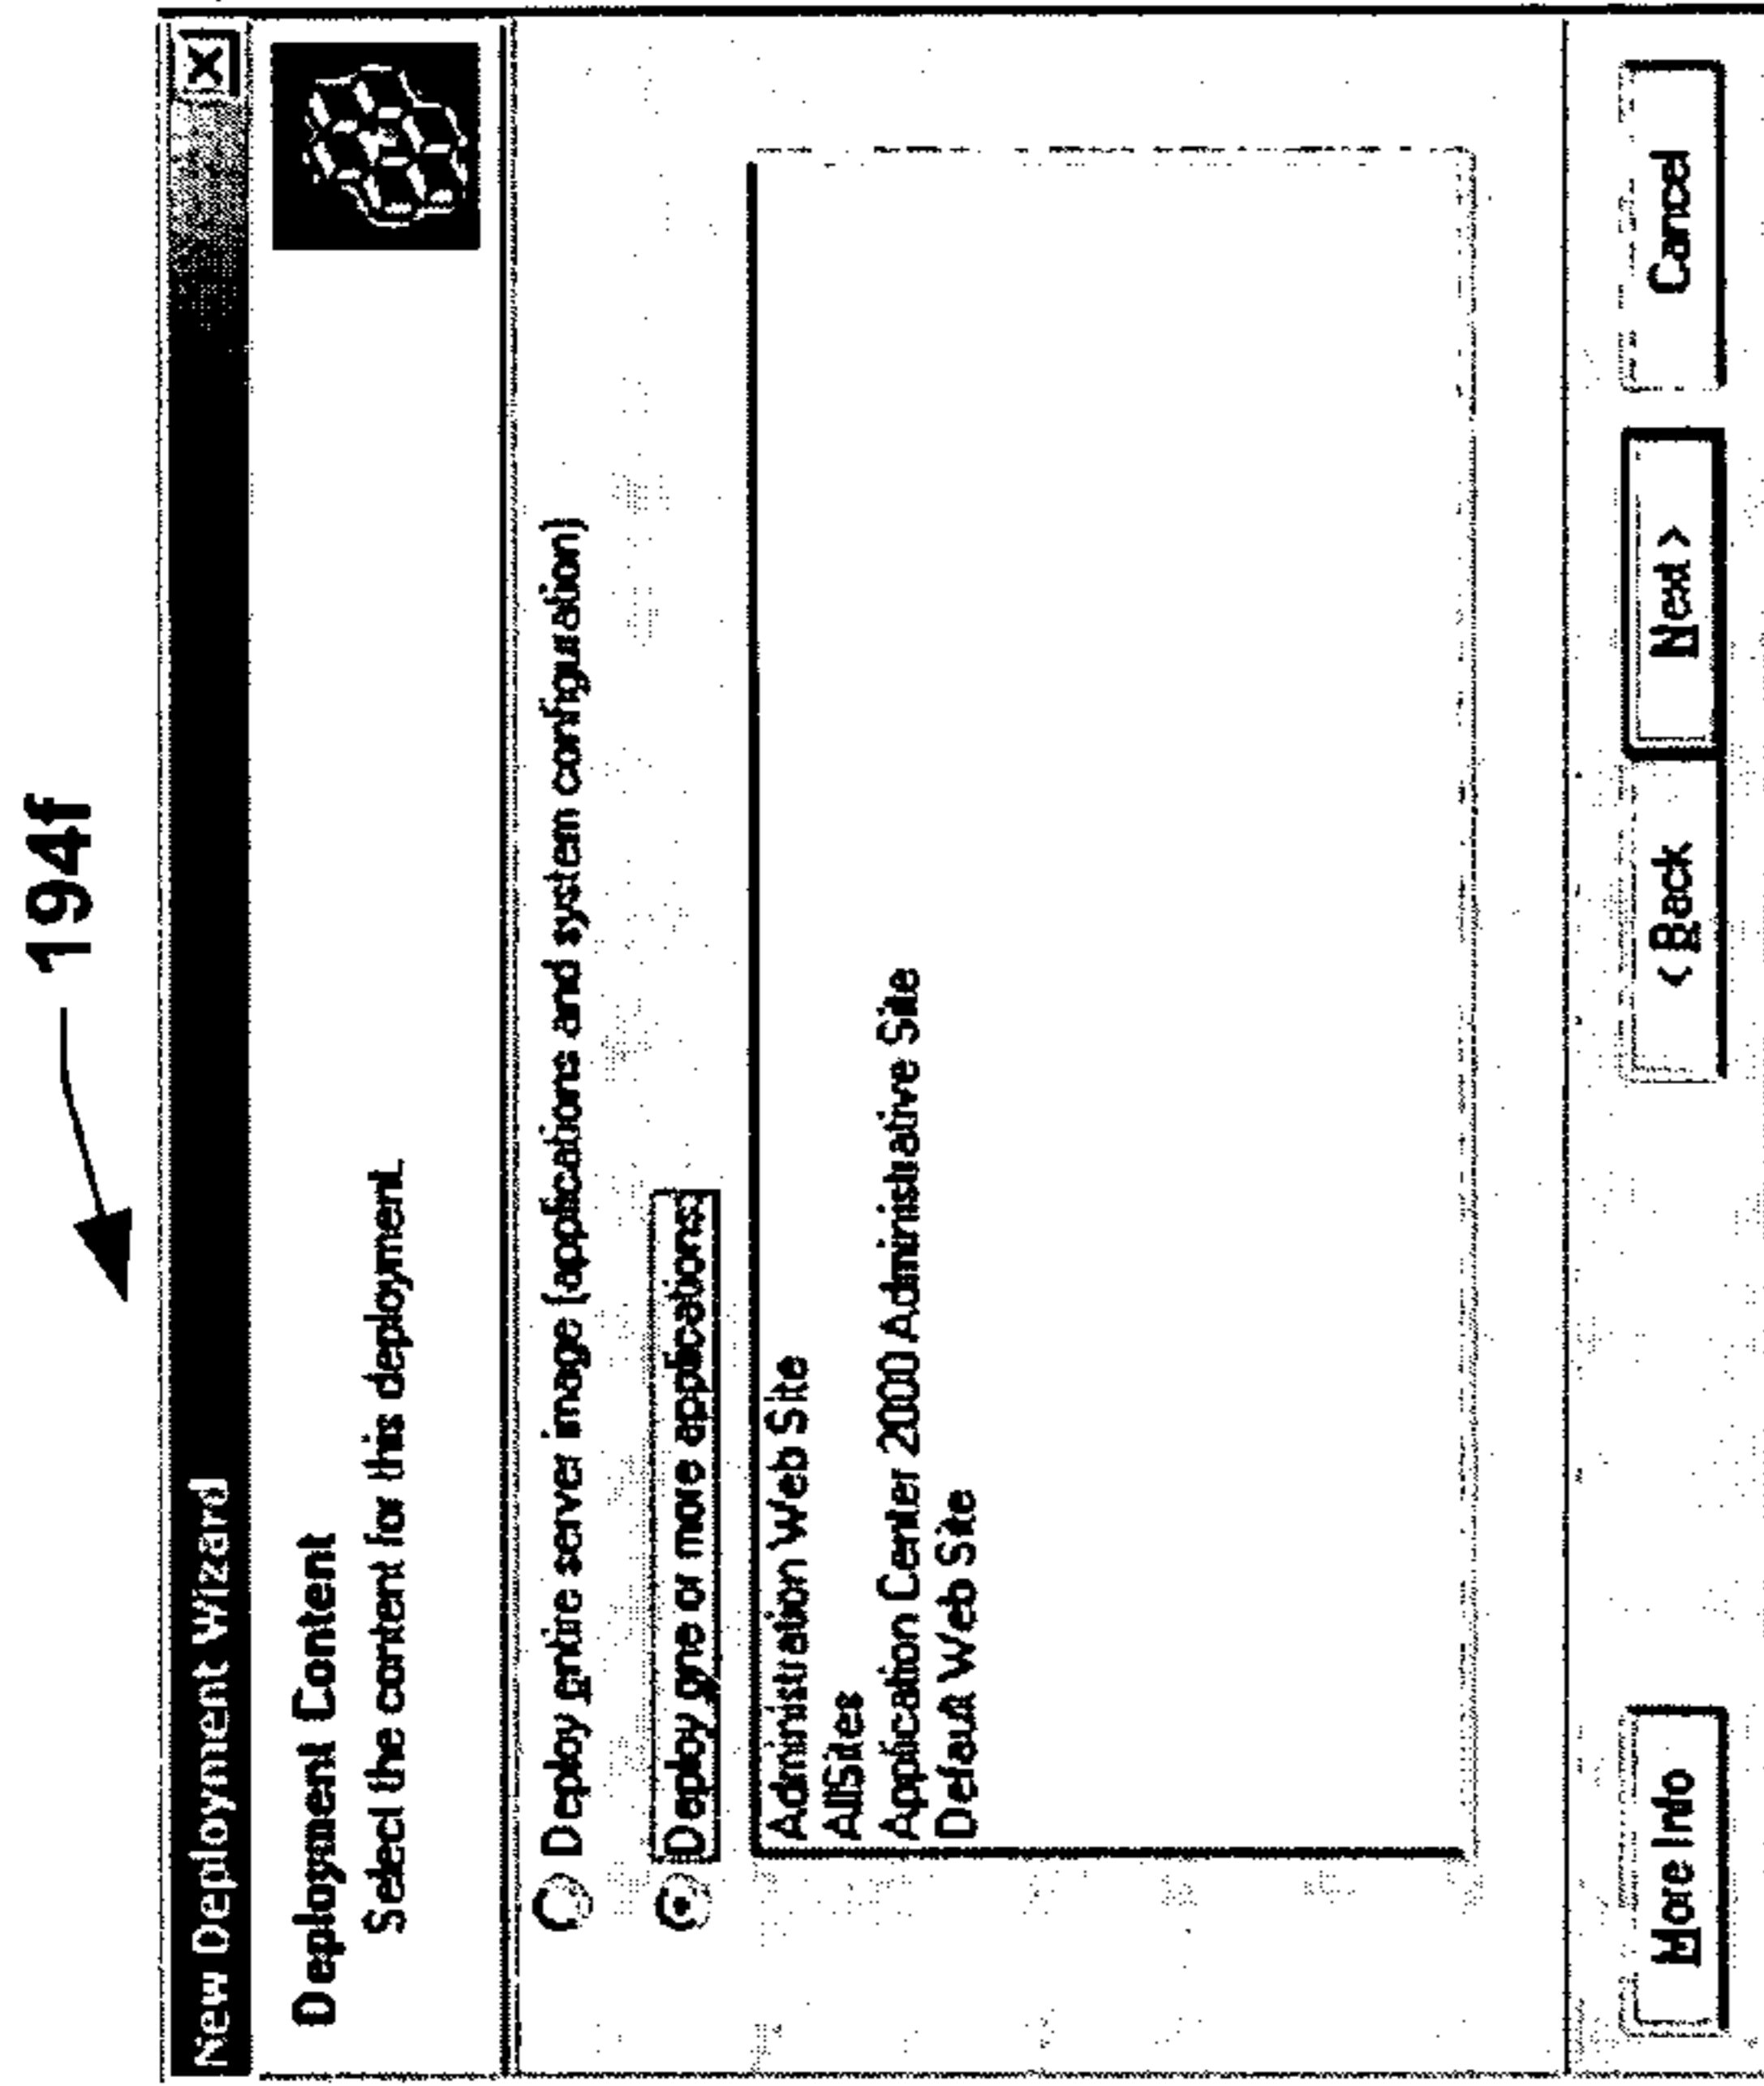 194f
New Deployment Wizard
Deployment Content
Select the content for this deployment.
Deploy entire server image (applications and system configuration)
Deploy one or more applications:
Administration Web Site
AllSites
Application Center 2000 Administrative Site
Default Web Site
More Info
< Back
Next >
Cancel